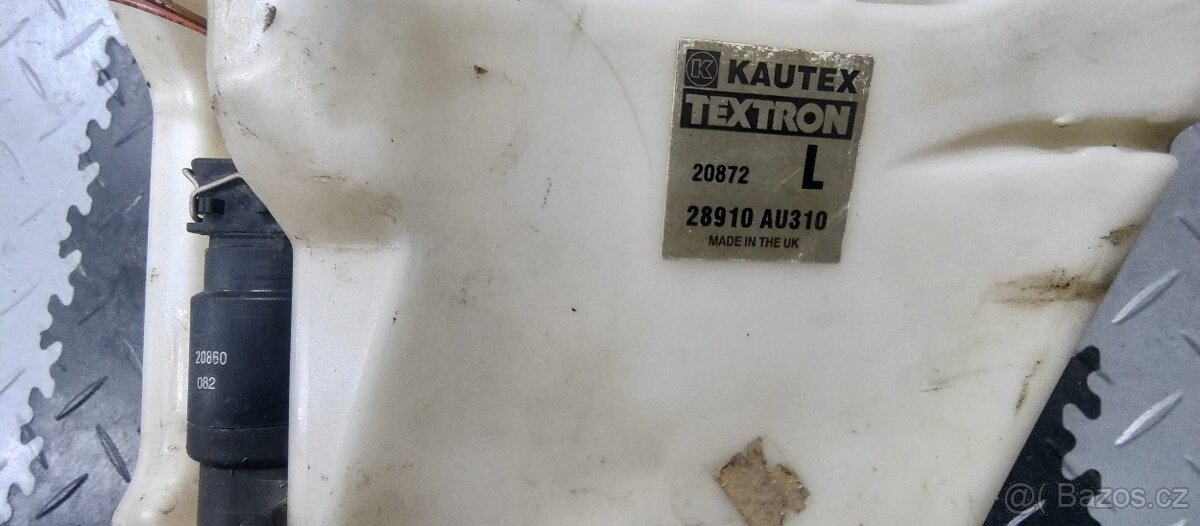 K KAUTEX
TEXTRON
20872 L
28910 AU310
MADE IN THE UK
20860
082
@( Bazos.cz